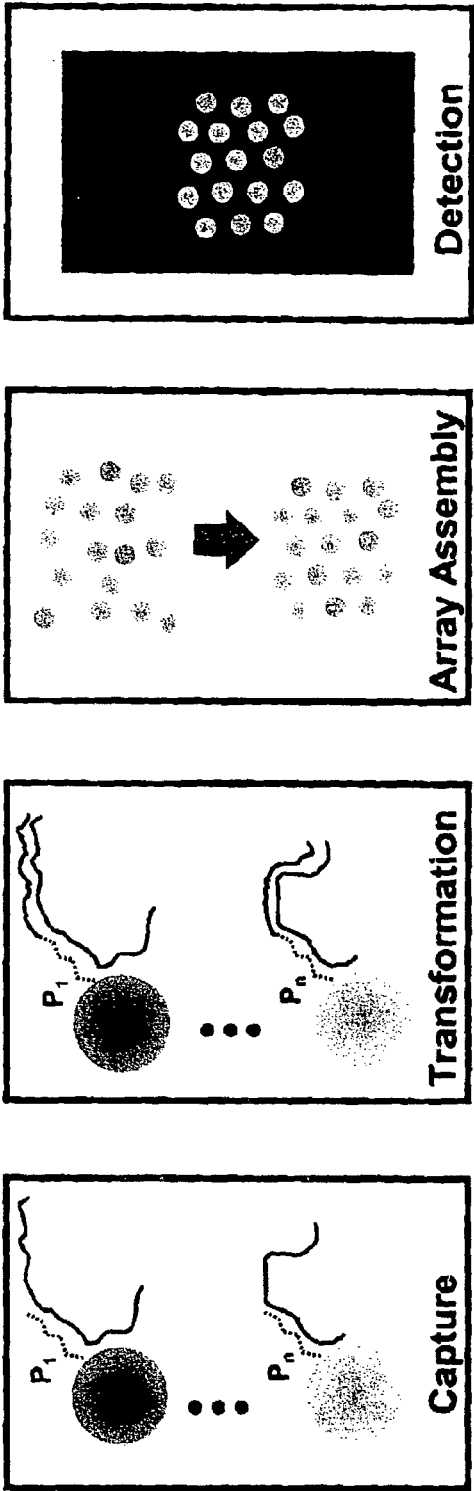 P₁
Pₙ
Capture
P₁
Pₙ
Transformation
Array Assembly
Detection